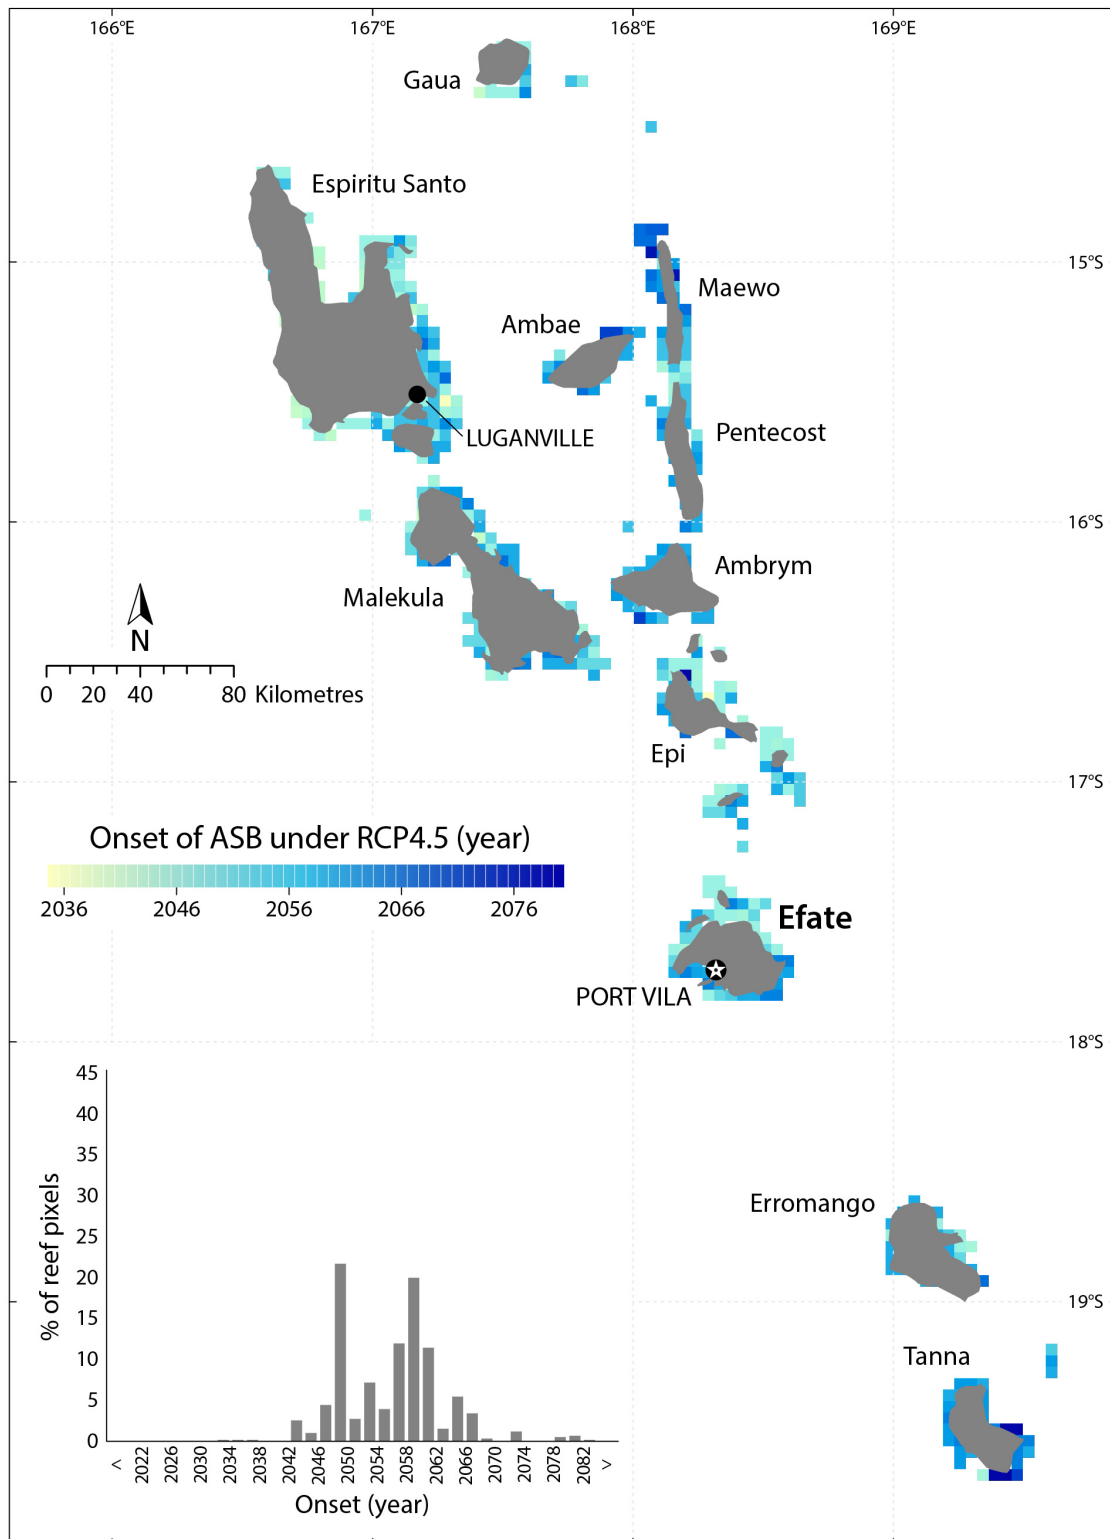 166°E 167°E 168°E 169°E
Gaua
Espiritu Santo
15°S
Maewo
Ambae
Pentecost
LUGANVILLE
16°S
Ambrym
Malekula
N
0 20 40 80 Kilometres
Epi
17°S
Onset of ASB under RCP4.5 (year)
2036 2046 2056 2066 2076
Efate
PORT VILA
18°S
45
40
35
30
25
20
15
10
5
0
% of reef pixels
< 2022 2026 2030 2034 2038 2042 2046 2050 2054 2058 2062 2066 2070 2074 2078 2082 >
Onset (year)
Erromango
19°S
Tanna